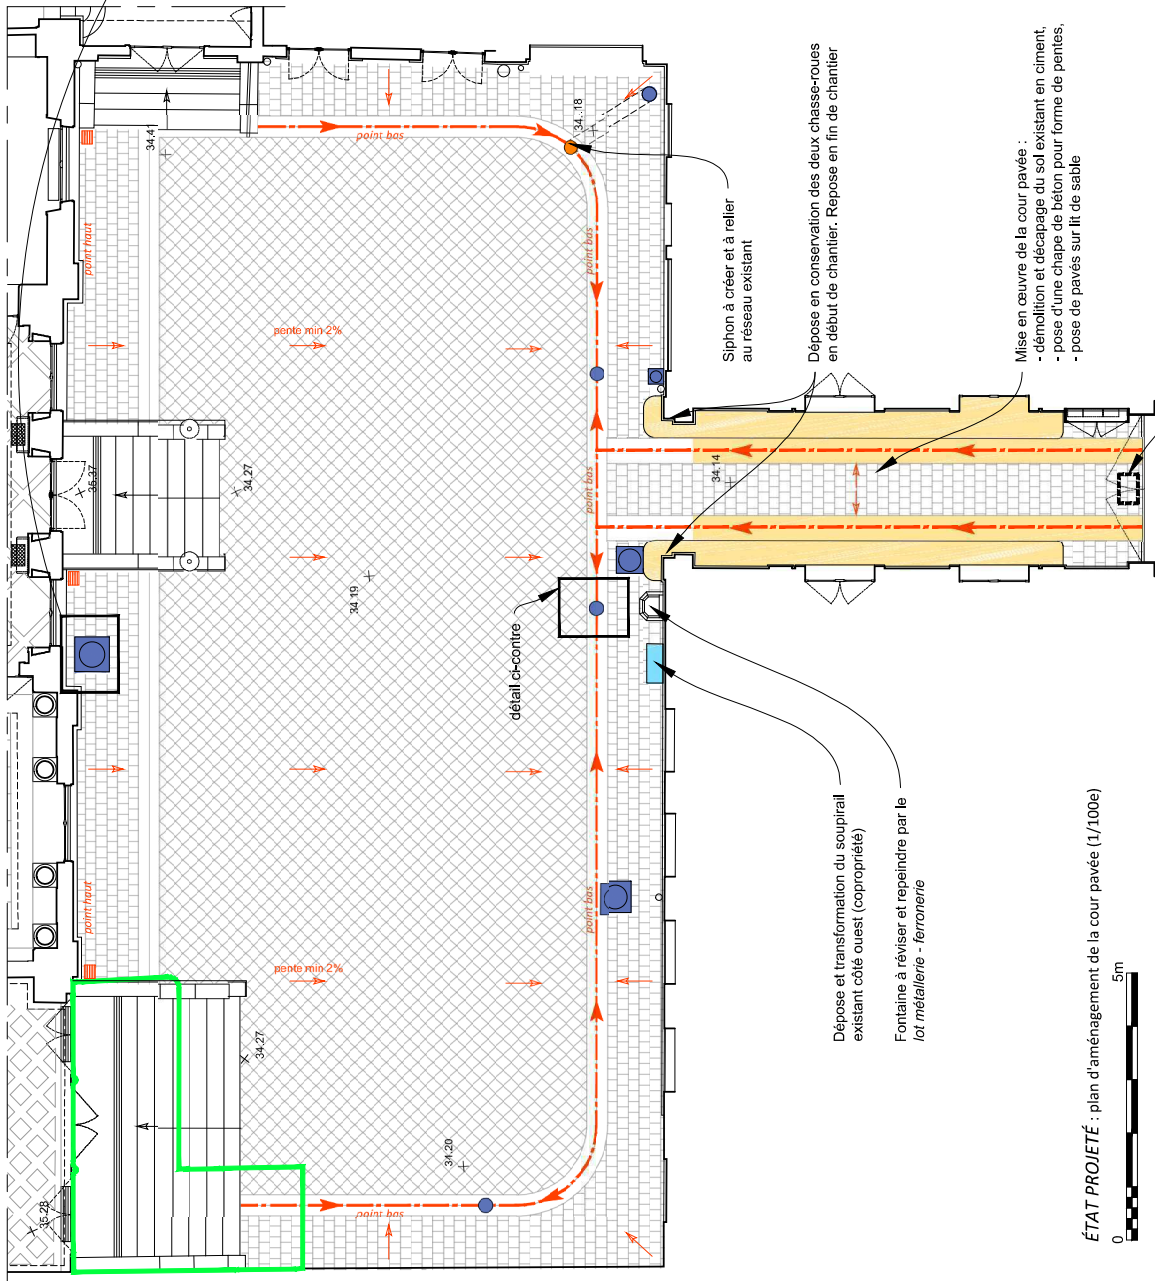 34.41
34..18
point bas
point haut
point bas
pente min 2%
35.37
34.27
34.14
point bas
34.19
détail ci-contre
point haut
point bas
pente min 2%
34.27
34.20
35.28
point bas
Siphon à créer et à relier
au réseau existant
Dépose en conservation des deux chasse-roues
en début de chantier. Repose en fin de chantier
Mise en œuvre de la cour pavée :
- démolition et décapage du sol existant en ciment,
- pose d'une chape de béton pour forme de pentes,
- pose de pavés sur lit de sable
Dépose et transformation du soupirail
existant côté ouest (copropriété)
Fontaine à réviser et repeindre par le
lot métallerie - ferronerie
ÉTAT PROJETÉ : plan d'aménagement de la cour pavée (1/100e)
0
5m